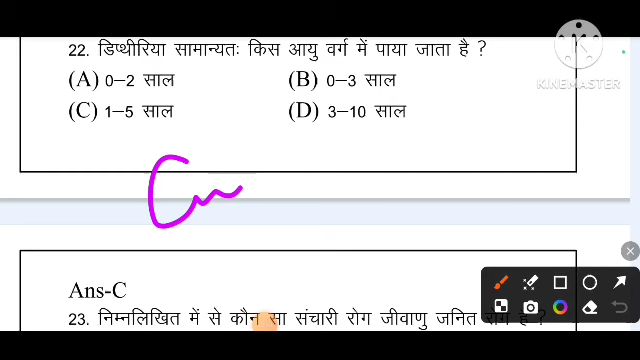 22. डिप्थीरिया सामान्यतः किस आयु वर्ग में पाया जाता है ?
(A) 0–2 साल (B) 0–3 साल
(C) 1–5 साल (D) 3–10 साल
KINEMASTER
Ans-C
23. निम्नलिखित में से कौन सा संचारी रोग जीवाणु जनित रोग है ?